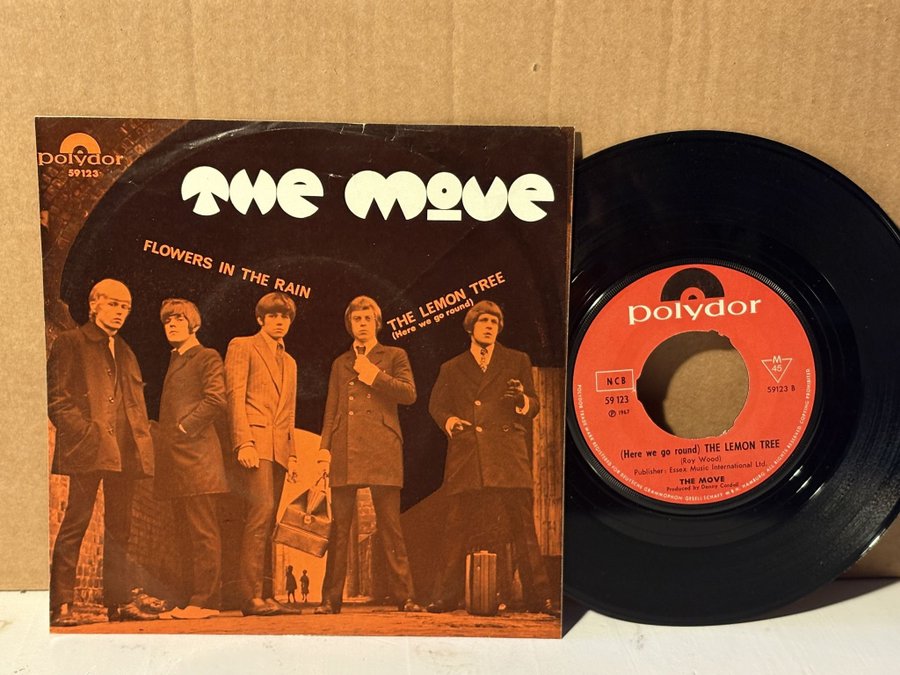 polydor
59123
THE MOVE
FLOWERS IN THE RAIN
THE LEMON TREE
(Here we go round)
polydor
NCB
59 123
℗ 1967
M
45
59123 B
(Here we go round) THE LEMON TREE
(Roy Wood)
Publisher: Essex Music International Ltd.
THE MOVE
Produced by Denny Cordell